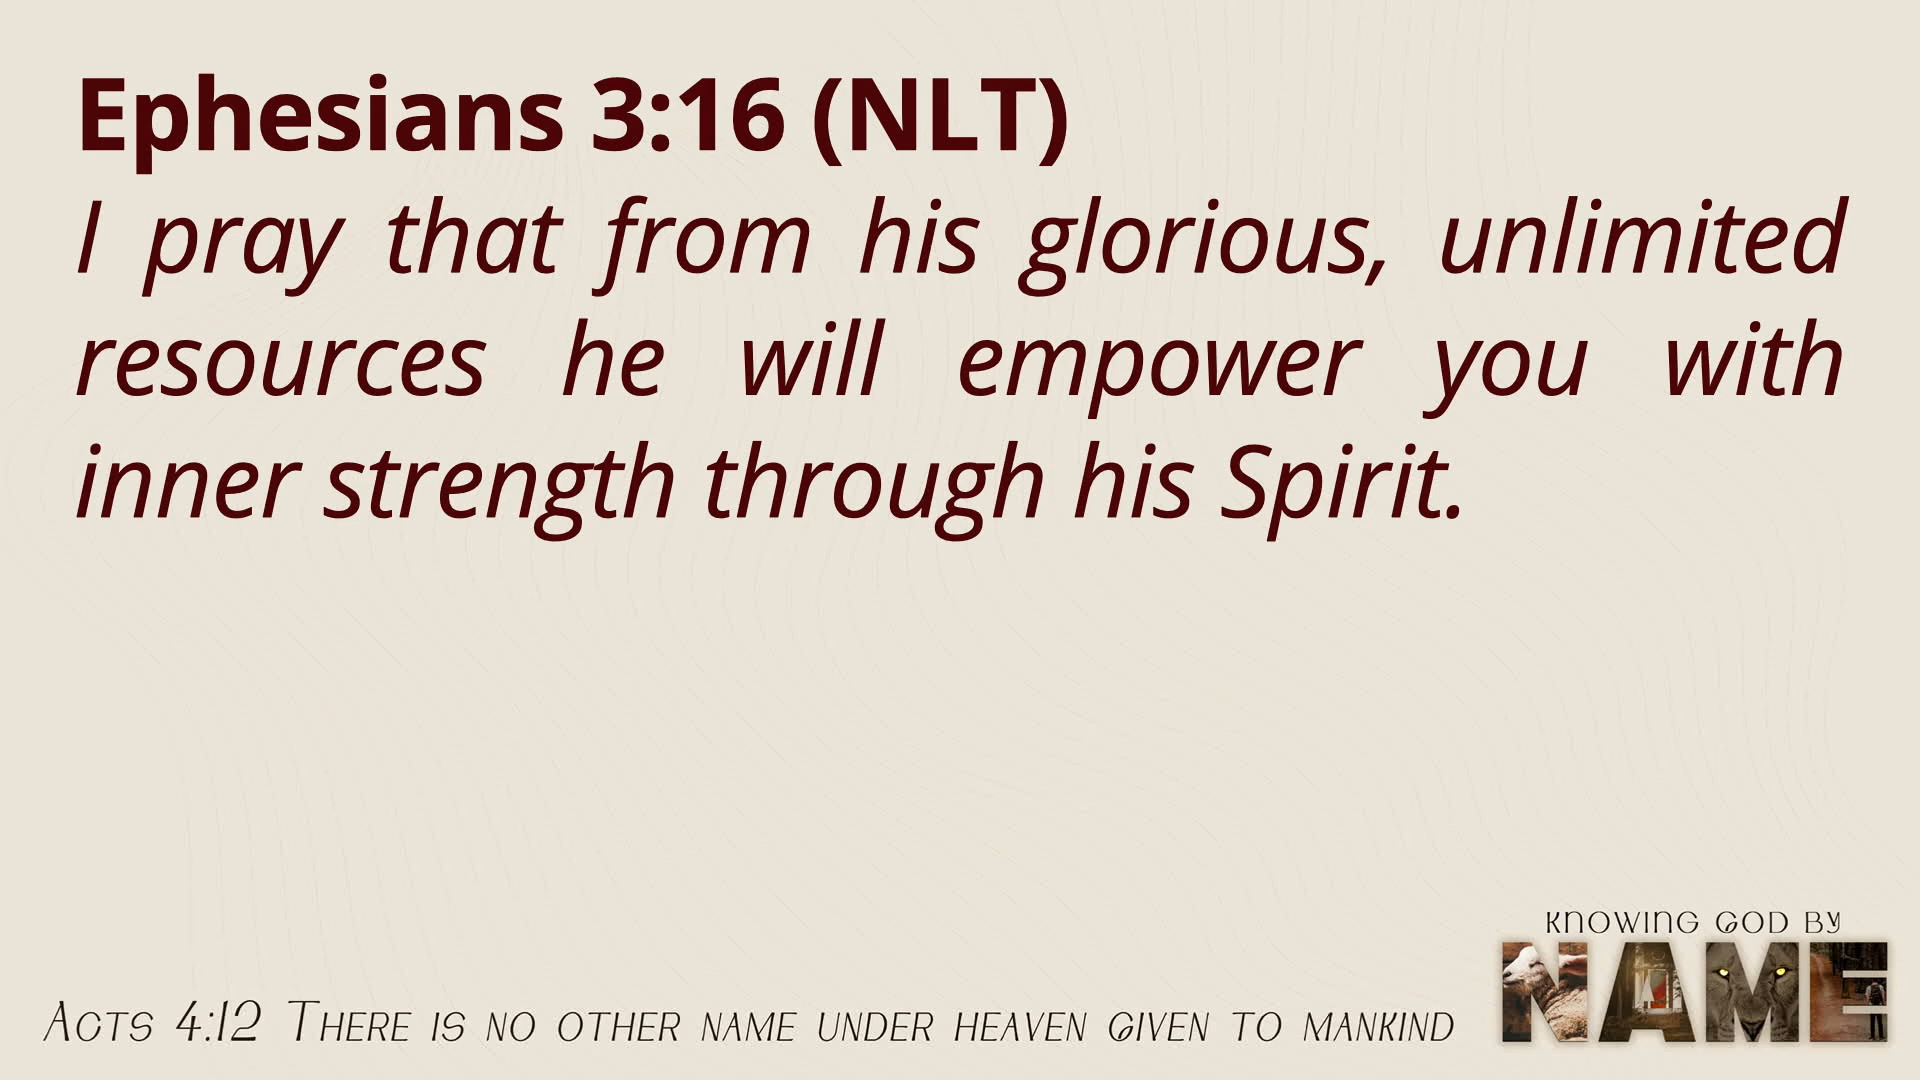 Ephesians 3:16 (NLT)
I pray that from his glorious, unlimited
resources he will empower you with
inner strength through his Spirit.
KNOWING GOD BY
NAME
Acts 4:12 There is no other name under heaven given to mankind